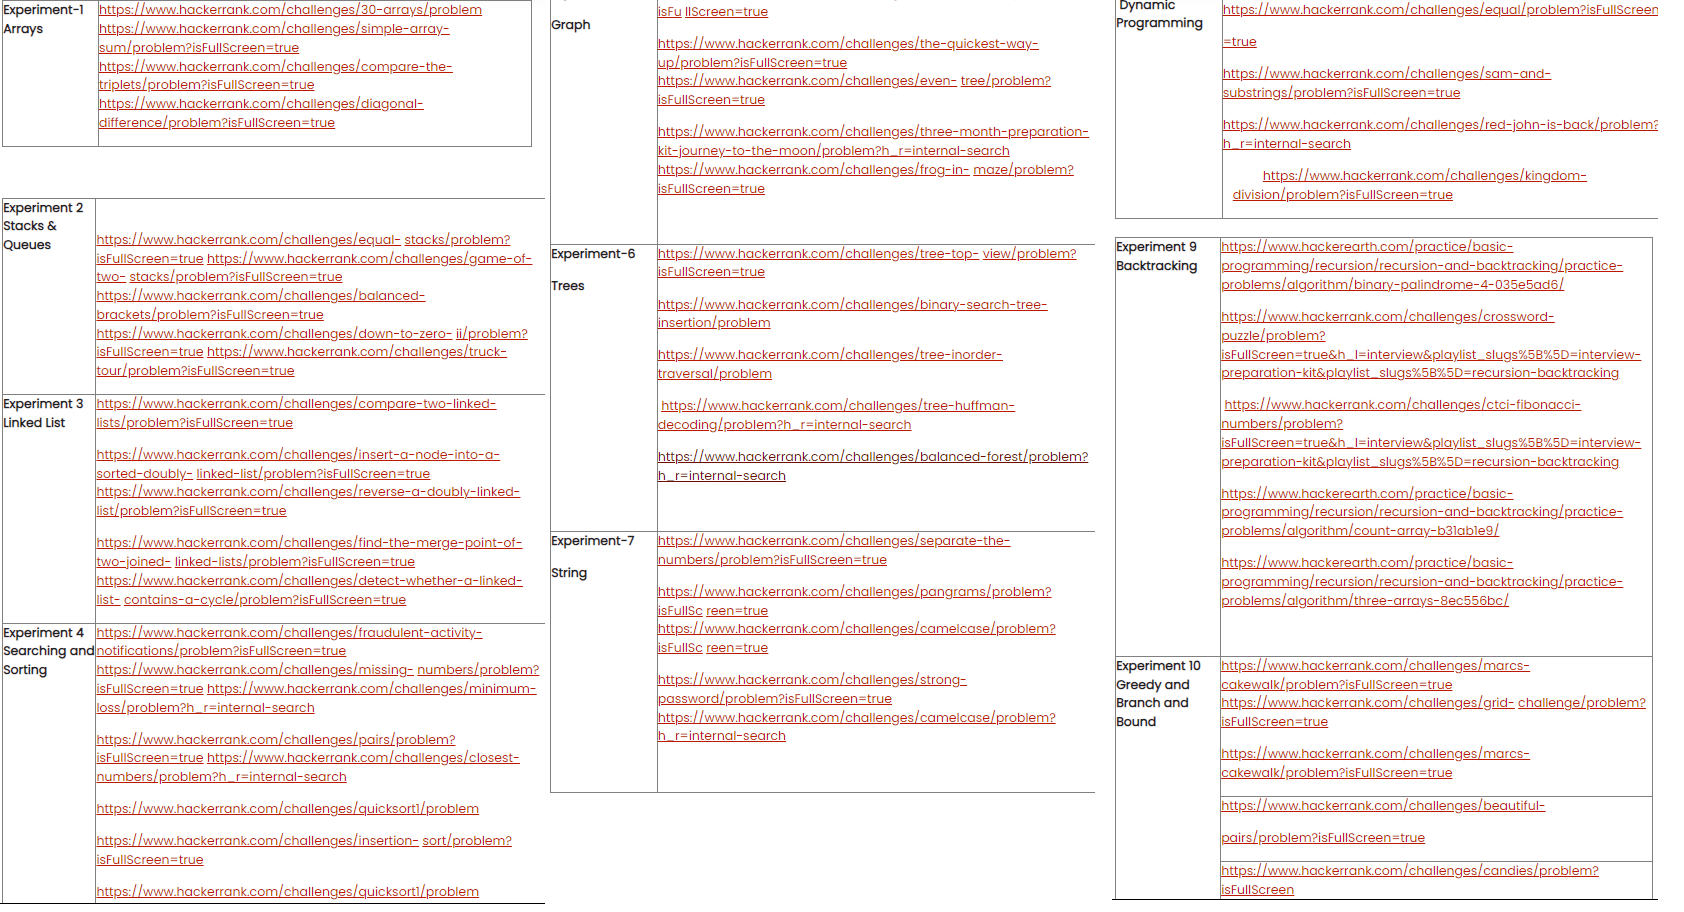 Experiment-1
Arrays
https://www.hackerrank.com/challenges/30-arrays/problem
https://www.hackerrank.com/challenges/simple-array-
sum/problem?isFullScreen=true
https://www.hackerrank.com/challenges/compare-the-
triplets/problem?isFullScreen=true
https://www.hackerrank.com/challenges/diagonal-
difference/problem?isFullScreen=true
Experiment 2
Stacks &
Queues
https://www.hackerrank.com/challenges/equal- stacks/problem?
isFullScreen=true https://www.hackerrank.com/challenges/game-of-
two- stacks/problem?isFullScreen=true
https://www.hackerrank.com/challenges/balanced-
brackets/problem?isFullScreen=true
https://www.hackerrank.com/challenges/down-to-zero- ii/problem?
isFullScreen=true https://www.hackerrank.com/challenges/truck-
tour/problem?isFullScreen=true
Experiment 3
Linked List
https://www.hackerrank.com/challenges/compare-two-linked-
lists/problem?isFullScreen=true
https://www.hackerrank.com/challenges/insert-a-node-into-a-
sorted-doubly- linked-list/problem?isFullScreen=true
https://www.hackerrank.com/challenges/reverse-a-doubly-linked-
list/problem?isFullScreen=true
https://www.hackerrank.com/challenges/find-the-merge-point-of-
two-joined- linked-lists/problem?isFullScreen=true
https://www.hackerrank.com/challenges/detect-whether-a-linked-
list- contains-a-cycle/problem?isFullScreen=true
Experiment 4
Searching and
Sorting
https://www.hackerrank.com/challenges/fraudulent-activity-
notifications/problem?isFullScreen=true
https://www.hackerrank.com/challenges/missing- numbers/problem?
isFullScreen=true https://www.hackerrank.com/challenges/minimum-
loss/problem?h_r=internal-search
https://www.hackerrank.com/challenges/pairs/problem?
isFullScreen=true https://www.hackerrank.com/challenges/closest-
numbers/problem?h_r=internal-search
https://www.hackerrank.com/challenges/quicksort1/problem
https://www.hackerrank.com/challenges/insertion- sort/problem?
isFullScreen=true
https://www.hackerrank.com/challenges/quicksort1/problem
Graph
isFu llScreen=true
https://www.hackerrank.com/challenges/the-quickest-way-
up/problem?isFullScreen=true
https://www.hackerrank.com/challenges/even- tree/problem?
isFullScreen=true
https://www.hackerrank.com/challenges/three-month-preparation-
kit-journey-to-the-moon/problem?h_r=internal-search
https://www.hackerrank.com/challenges/frog-in- maze/problem?
isFullScreen=true
Experiment-6
Trees
https://www.hackerrank.com/challenges/tree-top- view/problem?
isFullScreen=true
https://www.hackerrank.com/challenges/binary-search-tree-
insertion/problem
https://www.hackerrank.com/challenges/tree-inorder-
traversal/problem
https://www.hackerrank.com/challenges/tree-huffman-
decoding/problem?h_r=internal-search
https://www.hackerrank.com/challenges/balanced-forest/problem?
h_r=internal-search
Experiment-7
String
https://www.hackerrank.com/challenges/separate-the-
numbers/problem?isFullScreen=true
https://www.hackerrank.com/challenges/pangrams/problem?
isFullSc reen=true
https://www.hackerrank.com/challenges/camelcase/problem?
isFullSc reen=true
https://www.hackerrank.com/challenges/strong-
password/problem?isFullScreen=true
https://www.hackerrank.com/challenges/camelcase/problem?
h_r=internal-search
Dynamic
Programming
https://www.hackerrank.com/challenges/equal/problem?isFullScreen
=true
https://www.hackerrank.com/challenges/sam-and-
substrings/problem?isFullScreen=true
https://www.hackerrank.com/challenges/red-john-is-back/problem?
h_r=internal-search
https://www.hackerrank.com/challenges/kingdom-
division/problem?isFullScreen=true
Experiment 9
Backtracking
https://www.hackerearth.com/practice/basic-
programming/recursion/recursion-and-backtracking/practice-
problems/algorithm/binary-palindrome-4-035e5ad6/
https://www.hackerrank.com/challenges/crossword-
puzzle/problem?
isFullScreen=true&h_l=interview&playlist_slugs%5B%5D=interview-
preparation-kit&playlist_slugs%5B%5D=recursion-backtracking
https://www.hackerrank.com/challenges/ctci-fibonacci-
numbers/problem?
isFullScreen=true&h_l=interview&playlist_slugs%5B%5D=interview-
preparation-kit&playlist_slugs%5B%5D=recursion-backtracking
https://www.hackerearth.com/practice/basic-
programming/recursion/recursion-and-backtracking/practice-
problems/algorithm/count-array-b31ab1e9/
https://www.hackerearth.com/practice/basic-
programming/recursion/recursion-and-backtracking/practice-
problems/algorithm/three-arrays-8ec556bc/
Experiment 10
Greedy and
Branch and
Bound
https://www.hackerrank.com/challenges/marcs-
cakewalk/problem?isFullScreen=true
https://www.hackerrank.com/challenges/grid- challenge/problem?
isFullScreen=true
https://www.hackerrank.com/challenges/marcs-
cakewalk/problem?isFullScreen=true
https://www.hackerrank.com/challenges/beautiful-
pairs/problem?isFullScreen=true
https://www.hackerrank.com/challenges/candies/problem?
isFullScreen